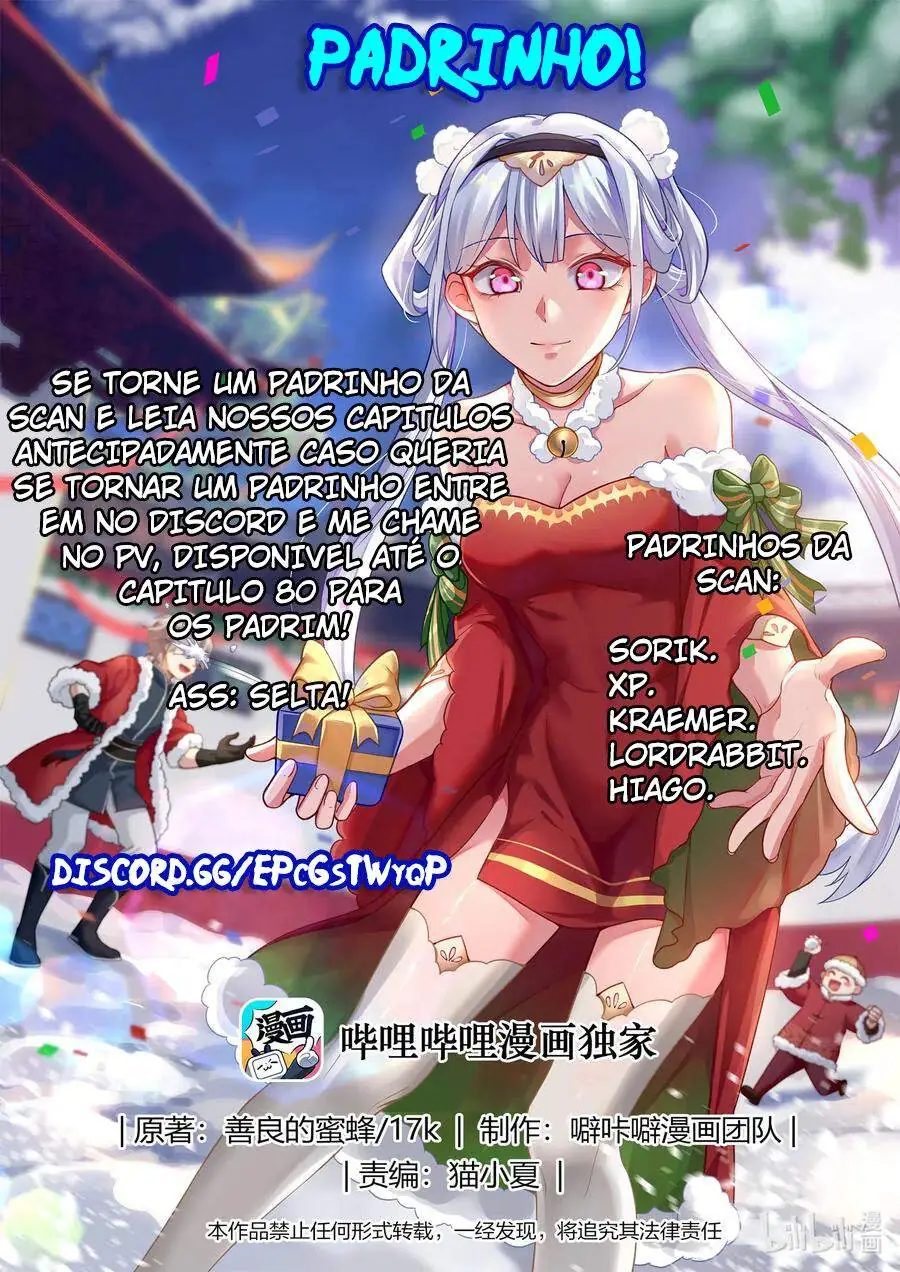 PADRINHO!
SE TORNE UM PADRINHO DA
SCAN E LEIA NOSSOS CAPITULOS
ANTECIPADAMENTE CASO QUERIA
SE TORNAR UM PADRINHO ENTRE
EM NO DISCORD E ME CHAME
NO PV, DISPONIVEL ATÉ O
CAPITULO 80 PARA
OS PADRIM!
ASS: SELTA!
PADRINHOS DA
SCAN:
SORIK.
XP.
KRAEMER.
LORDRABBIT.
HIAGO.
DISCORD.GG/EPCGSTWYQP
漫画
哔哩哔哩漫画独家
|原著：善良的蜜蜂/17k | 制作：噼咔噼漫画团队|
|责编：猫小夏 |
本作品禁止任何形式转载，一经发现，将追究其法律责任
bilibili 漫画